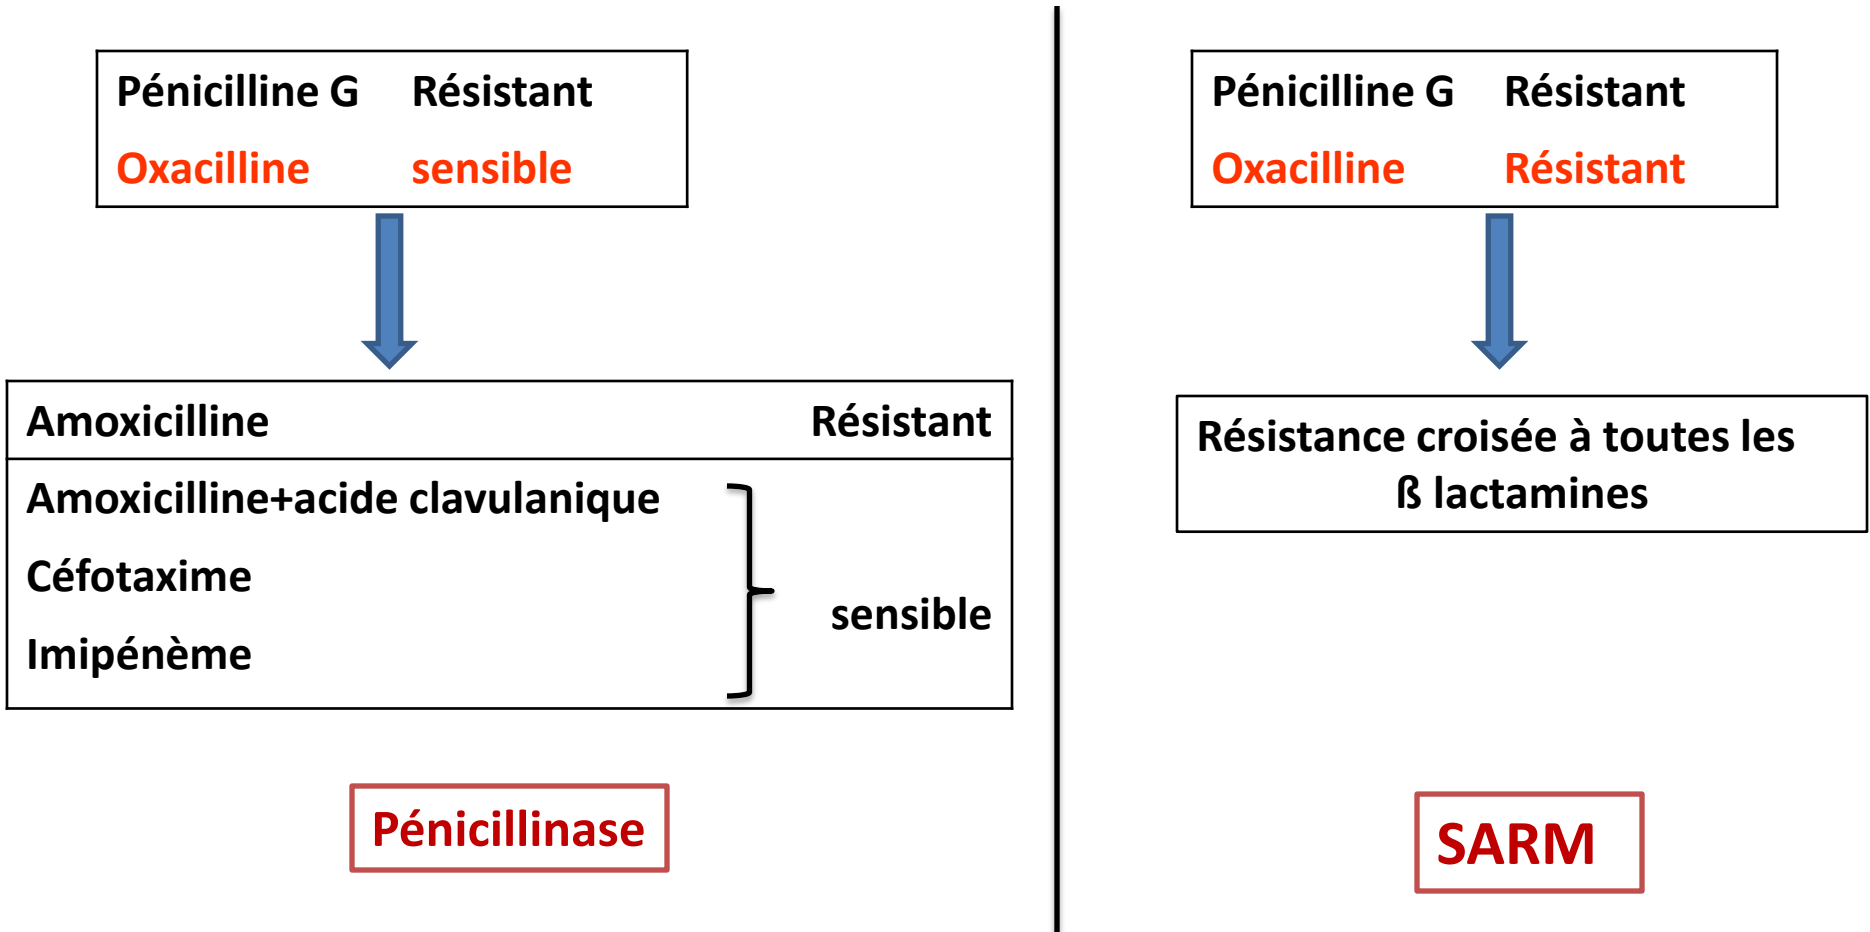 Pénicilline G Résistant
Oxacilline sensible
Amoxicilline Résistant
Amoxicilline+acide clavulanique
Céfotaxime
sensible
Imipénème
Pénicillinase
Pénicilline G Résistant
Oxacilline Résistant
Résistance croisée à toutes les
ß lactamines
SARM